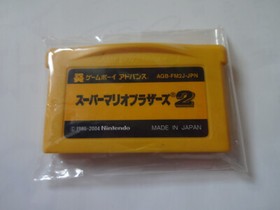 ゲームボーイ アドバンス AGB-FM2J-JPN
スーパーマリオブラザーズ2
© 1986-2004 Nintendo MADE IN JAPAN